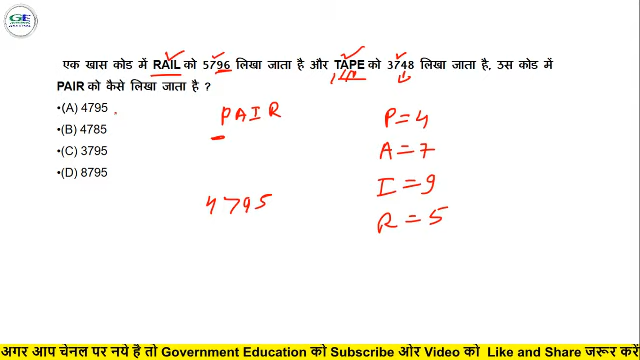 GE
एक खास कोड में RAIL को 5796 लिखा जाता है और TAPE को 3748 लिखा जाता है, उस कोड में
PAIR को कैसे लिखा जाता है ?
•(A) 4795
•(B) 4785
•(C) 3795
•(D) 8795
PAIR
4795
P=4
A=7
I=9
R=5
अगर आप चेनल पर नये है तो Government Education को Subscribe ओर Video को Like and Share जरूर करे